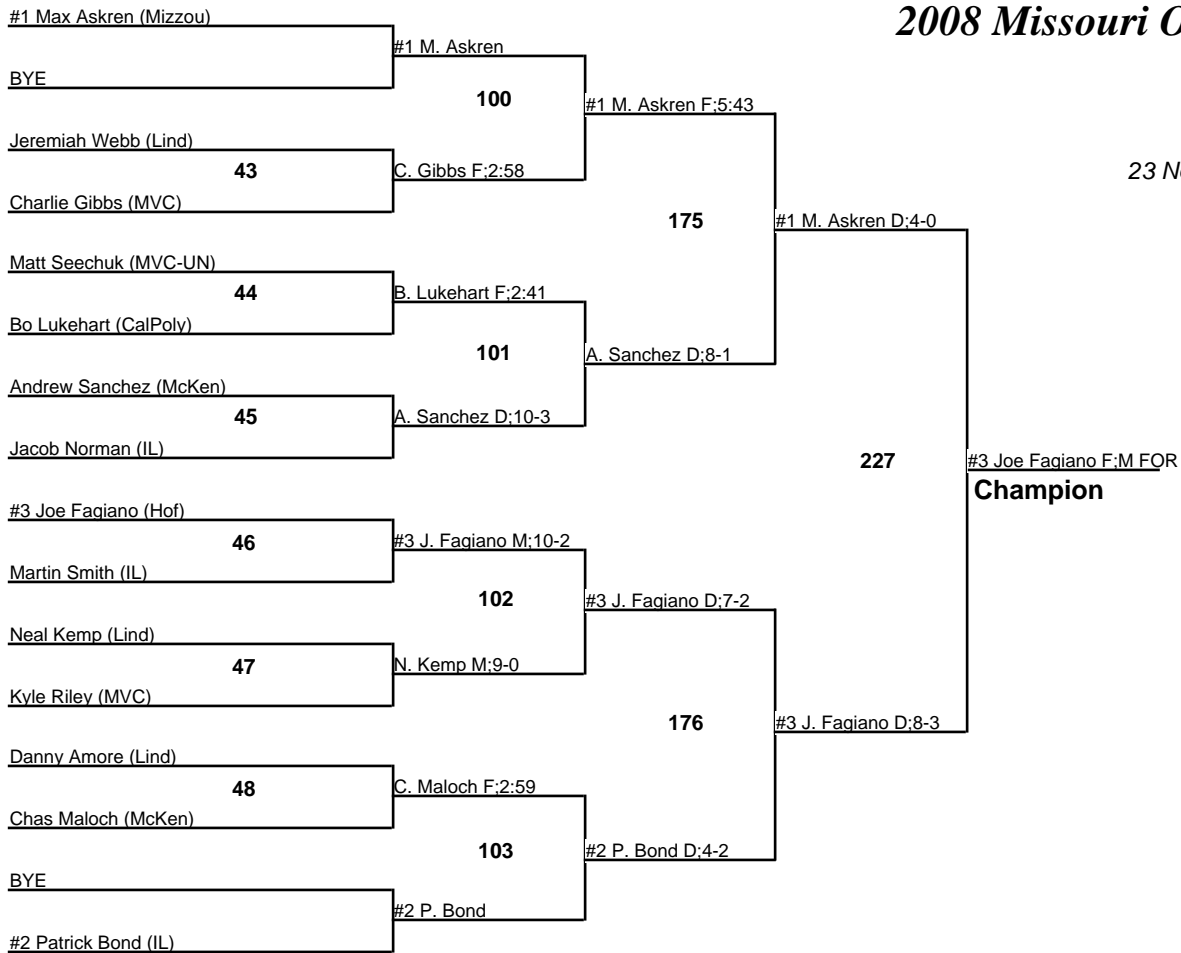 #1 Max Askren (Mizzou)
2008 Missouri O
#1 M. Askren
BYE
100
#1 M. Askren F;5:43
Jeremiah Webb (Lind)
43
C. Gibbs F;2:58
23 N
Charlie Gibbs (MVC)
175
#1 M. Askren D;4-0
Matt Seechuk (MVC-UN)
44
B. Lukehart F;2:41
Bo Lukehart (CalPoly)
101
A. Sanchez D;8-1
Andrew Sanchez (McKen)
45
A. Sanchez D;10-3
Jacob Norman (IL)
227
#3 Joe Fagiano F;M FOR
Champion
#3 Joe Fagiano (Hof)
46
#3 J. Fagiano M;10-2
Martin Smith (IL)
102
#3 J. Fagiano D;7-2
Neal Kemp (Lind)
47
N. Kemp M;9-0
Kyle Riley (MVC)
176
#3 J. Fagiano D;8-3
Danny Amore (Lind)
48
C. Maloch F;2:59
Chas Maloch (McKen)
103
#2 P. Bond D;4-2
BYE
#2 P. Bond
#2 Patrick Bond (IL)